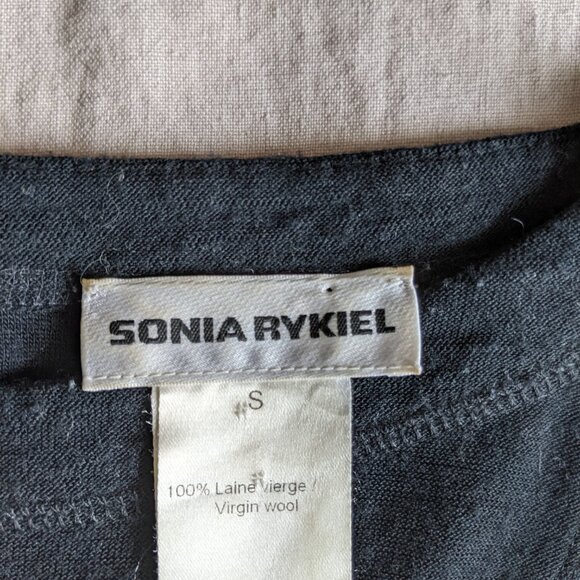 SONIA RYKIEL
S
100% Laine vierge /
Virgin wool